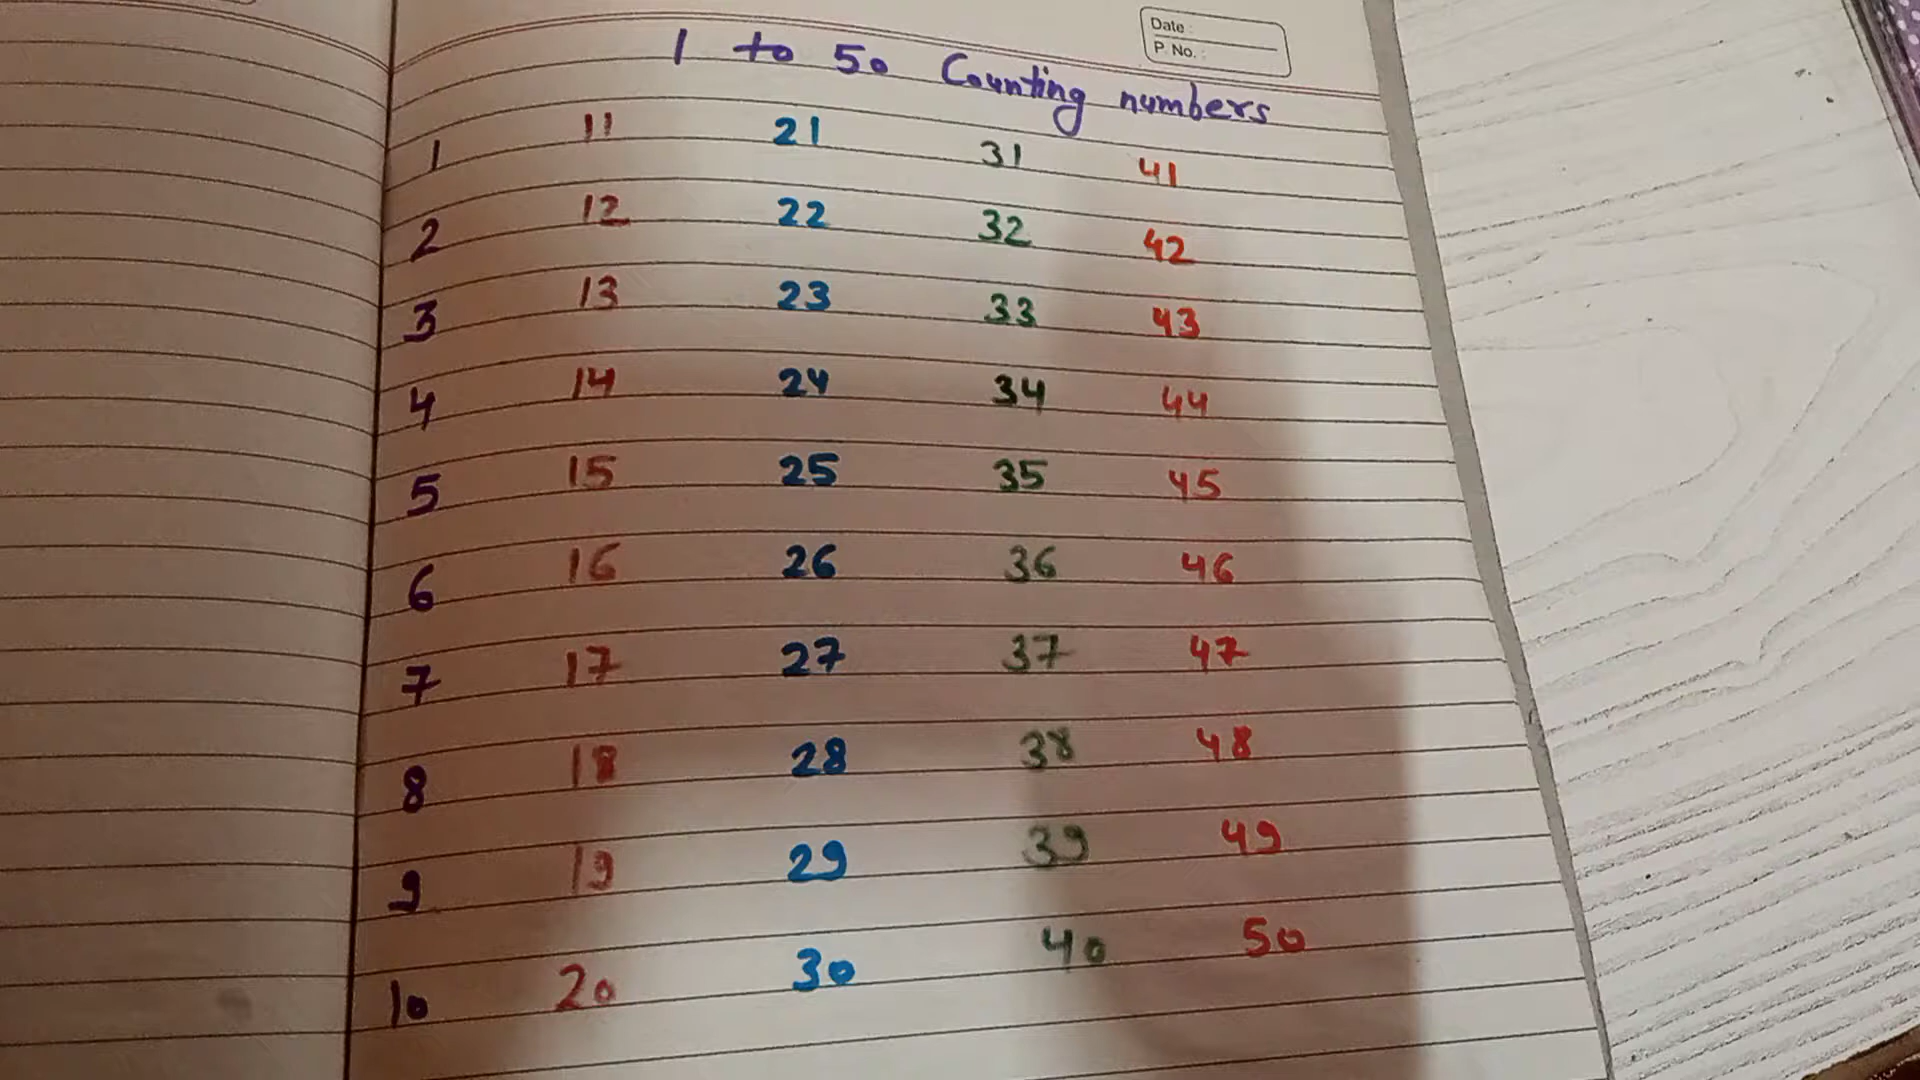 Date :
P. No. :
1 to 50 Counting numbers
1 11 21 31 41
2 12 22 32 42
3 13 23 33 43
4 14 24 34 44
5 15 25 35 45
6 16 26 36 46
7 17 27 37 47
8 18 28 38 48
9 19 29 39 49
10 20 30 40 50